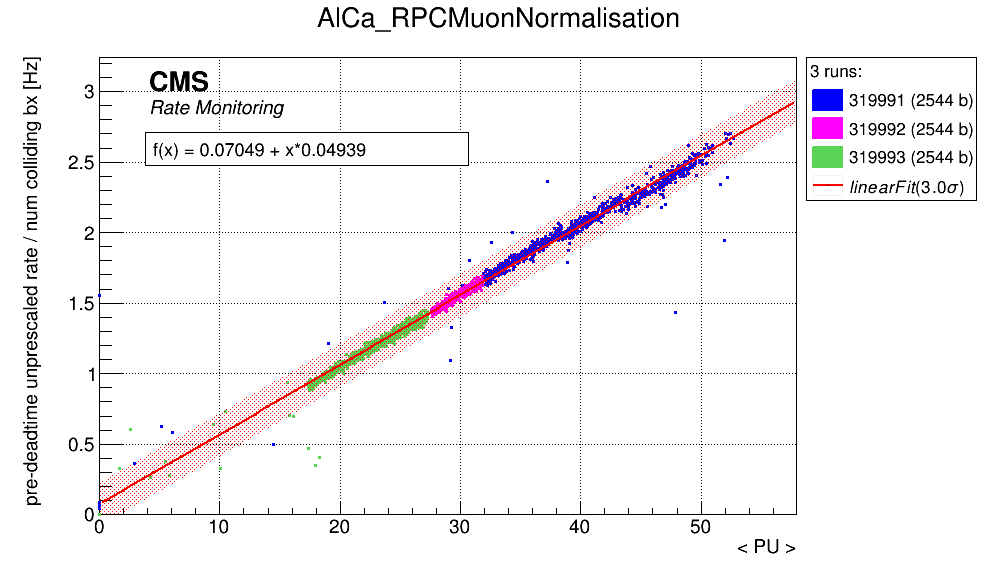 AlCa_RPCMuonNormalisation
pre-deadtime unprescaled rate / num colliding bx [Hz]
CMS
Rate Monitoring
f(x) = 0.07049 + x*0.04939
3
2.5
2
1.5
1
0.5
0
0 10 20 30 40 50
< PU >
3 runs:
319991 (2544 b)
319992 (2544 b)
319993 (2544 b)
linearFit(3.0σ)